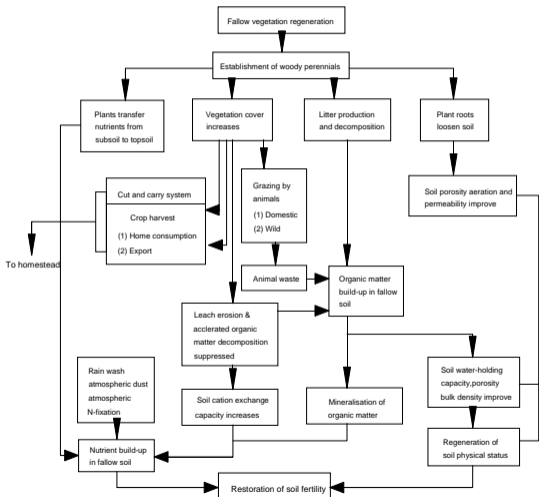 Fallow vegetation regeneration
Establishment of woody perennials
Plants transfer
nutrients from
subsoil to topsoil
Vegetation cover
increases
Litter production
and decomposition
Plant roots
loosen soil
Cut and carry system
Crop harvest
(1) Home consumption
(2) Export
Grazing by
animals
(1) Domestic
(2) Wild
Soil porosity aeration and
permeability improve
To homestead
Animal waste
Organic matter
build-up in fallow
soil
Leach erosion &
acclerated organic
matter decomposition
suppressed
Rain wash
atmospheric dust
atmospheric
N-fixation
Soil cation exchange
capacity increases
Mineralisation of
organic matter
Soil water-holding
capacity,porosity
bulk density improve
Nutrient build-up
in fallow soil
Regeneration of
soil physical status
Restoration of soil fertility